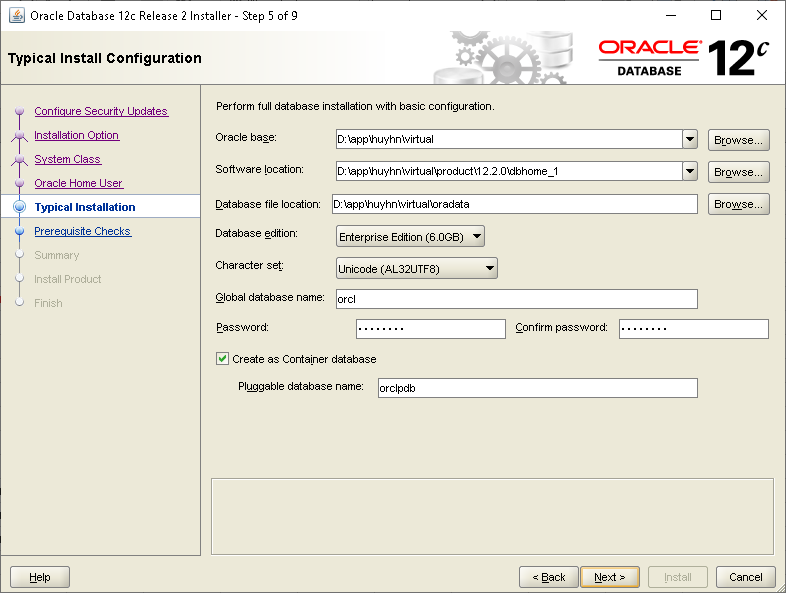 Oracle Database 12c Release 2 Installer - Step 5 of 9
Typical Install Configuration
ORACLE®
DATABASE
12c
Configure Security Updates
Installation Option
System Class
Oracle Home User
Typical Installation
Prerequisite Checks
Summary
Install Product
Finish
Perform full database installation with basic configuration.
Oracle base: D:\app\huyhn\virtual Browse...
Software location: D:\app\huyhn\virtual\product\12.2.0\dbhome_1 Browse...
Database file location: D:\app\huyhn\virtual\oradata Browse...
Database edition: Enterprise Edition (6.0GB)
Character set: Unicode (AL32UTF8)
Global database name: orcl
Password: •••••••• Confirm password: ••••••••
Create as Container database
Pluggable database name: orclpdb
Help < Back Next > Install Cancel